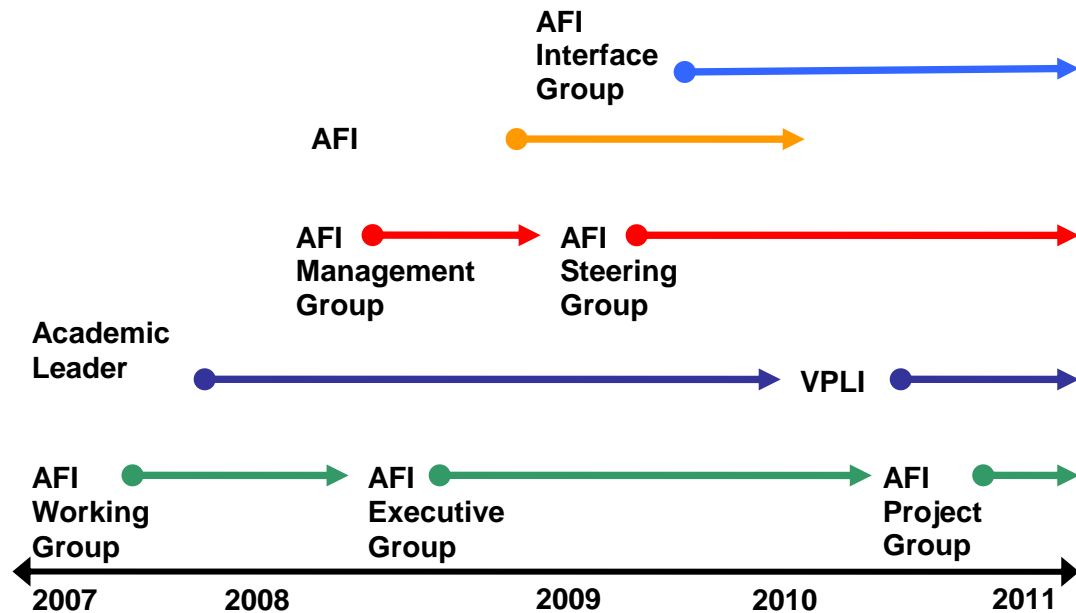 AFI
Interface
Group
AFI
AFI
Management
Group
AFI
Steering
Group
Academic
Leader
VPLI
AFI
Working
Group
AFI
Executive
Group
AFI
Project
Group
2007
2008
2009
2010
2011